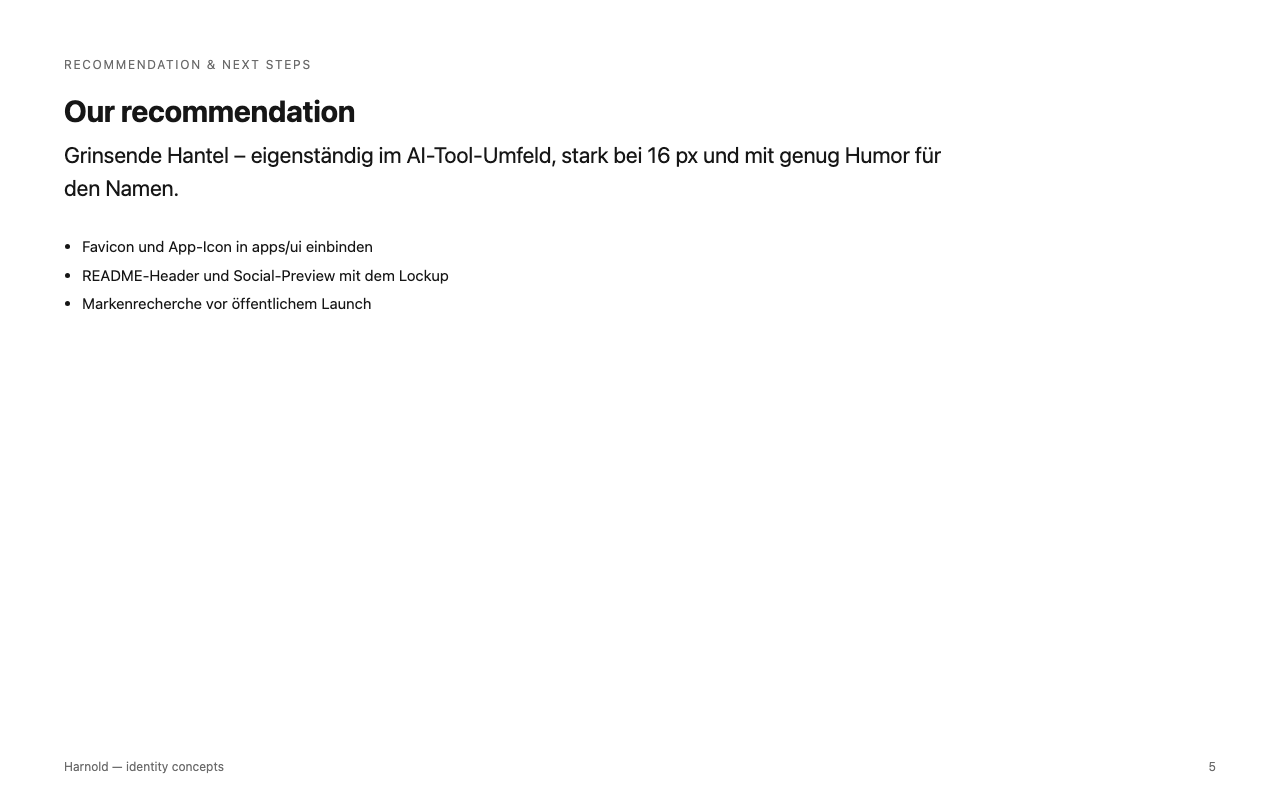 RECOMMENDATION & NEXT STEPS
Our recommendation
Grinsende Hantel – eigenständig im AI-Tool-Umfeld, stark bei 16 px und mit genug Humor für
den Namen.
• Favicon und App-Icon in apps/ui einbinden
• README-Header und Social-Preview mit dem Lockup
• Markenrecherche vor öffentlichem Launch
Harnold — identity concepts
5